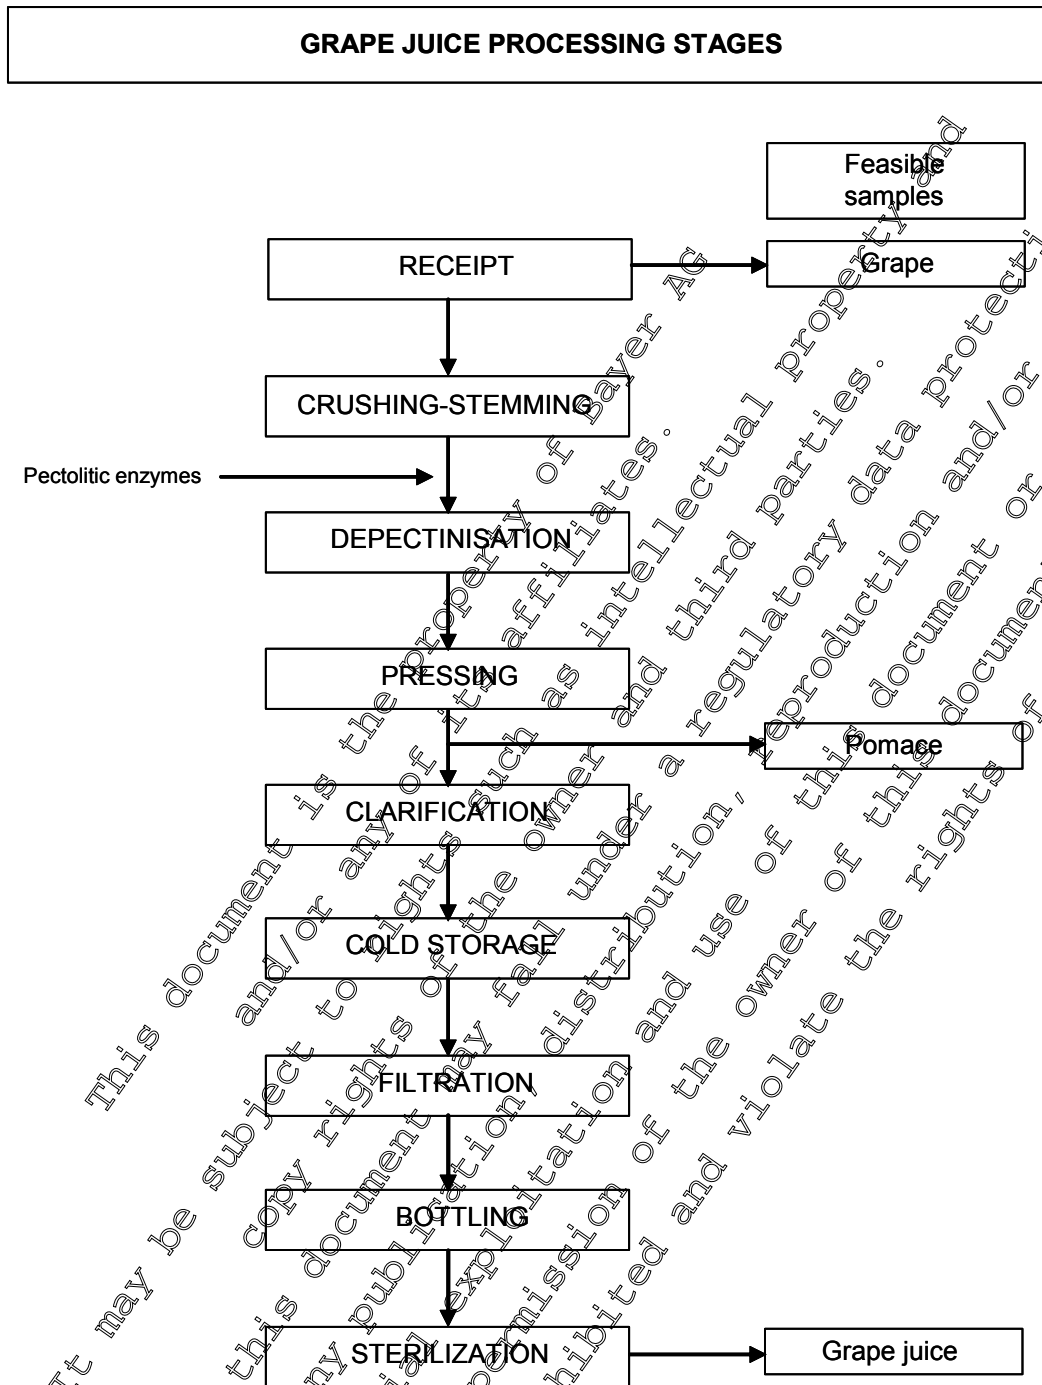 GRAPE JUICE PROCESSING STAGES
Feasible
samples
RECEIPT
Grape
CRUSHING-STEMMING
Pectolitic enzymes
DEPECTINISATION
PRESSING
Pomace
CLARIFICATION
COLD STORAGE
FILTRATION
BOTTLING
STERILIZATION
Grape juice
This document is the property of Bayer AG
and/or any of its affiliates.
It may be subject to rights such as intellectual property and
copy rights of the owner and third parties.
this document may fall under a regulatory data
publication, distribution, reproduction and/or
exploitation and use of this document or
permission of the owner of this
and violate the rights of